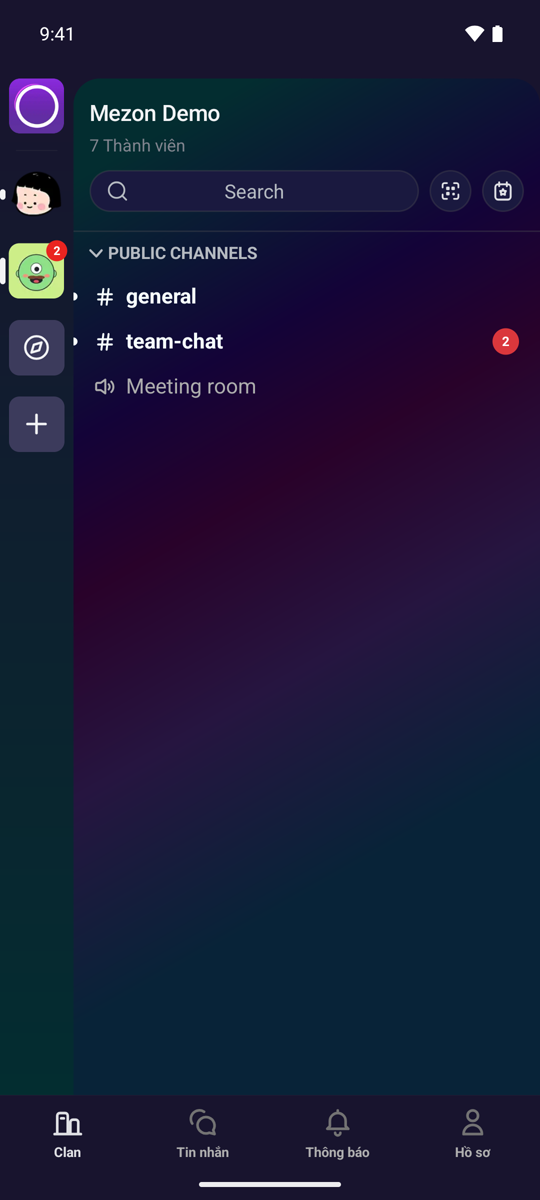 9:41
Mezon Demo
7 Thành viên
Search
2
PUBLIC CHANNELS
general
team-chat
2
Meeting room
Clan
Tin nhắn
Thông báo
Hồ sơ